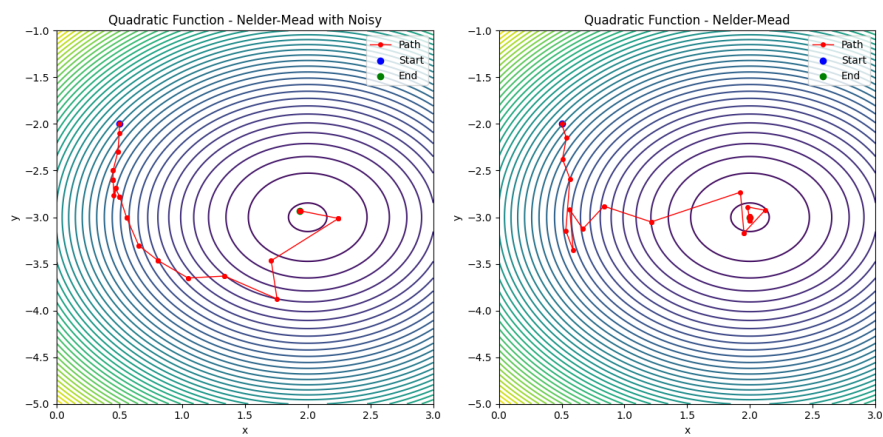 Quadratic Function - Nelder-Mead with Noisy
Path
Start
End
−1.0
−1.5
−2.0
−2.5
−3.0
−3.5
−4.0
−4.5
−5.0
y
0.0 0.5 1.0 1.5 2.0 2.5 3.0
x
Quadratic Function - Nelder-Mead
Path
Start
End
−1.0
−1.5
−2.0
−2.5
−3.0
−3.5
−4.0
−4.5
−5.0
y
0.0 0.5 1.0 1.5 2.0 2.5 3.0
x